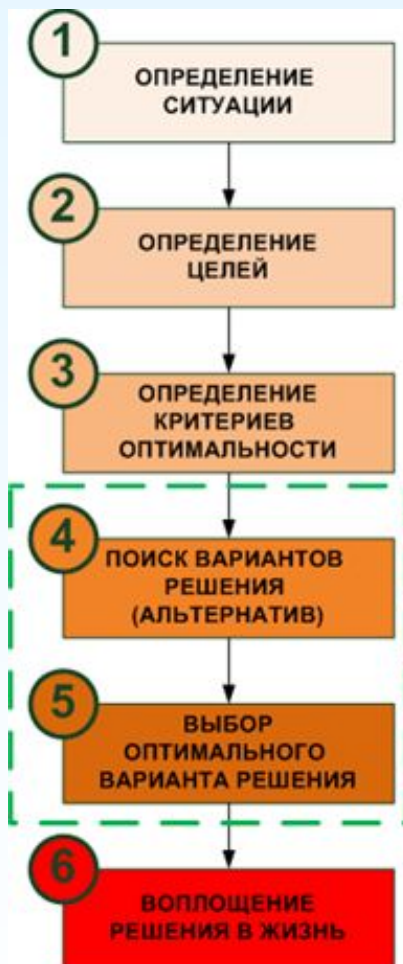 1
ОПРЕДЕЛЕНИЕ
СИТУАЦИИ
2
ОПРЕДЕЛЕНИЕ
ЦЕЛЕЙ
3
ОПРЕДЕЛЕНИЕ
КРИТЕРИЕВ
ОПТИМАЛЬНОСТИ
4
ПОИСК ВАРИАНТОВ
РЕШЕНИЯ
(АЛЬТЕРНАТИВ)
5
ВЫБОР
ОПТИМАЛЬНОГО
ВАРИАНТА РЕШЕНИЯ
6
ВОПЛОЩЕНИЕ
РЕШЕНИЯ В ЖИЗНЬ